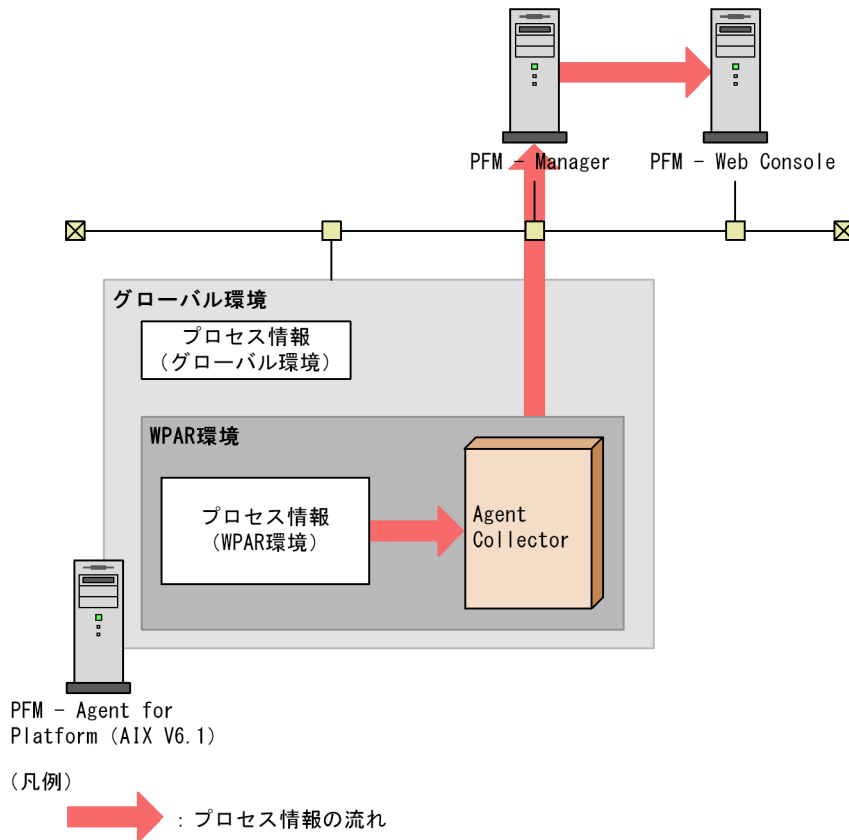 PFM - Manager
PFM - Web Console
グローバル環境
プロセス情報
(グローバル環境)
WPAR環境
プロセス情報
(WPAR環境)
Agent
Collector
PFM - Agent for
Platform (AIX V6.1)
(凡例)
: プロセス情報の流れ